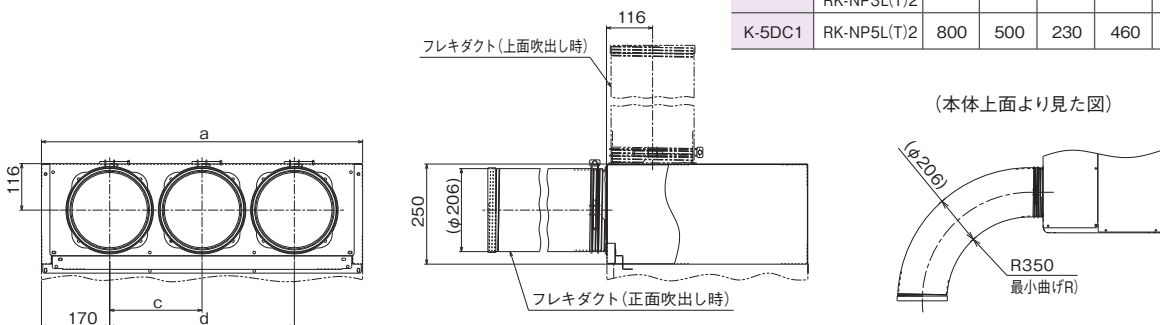 RK-NP3L(T)2
K-5DC1 RK-NP5L(T)2 800 500 230 460
116
フレキダクト(上面吹出し時)
(本体上面より見た図)
a
116
250
(φ206)
(φ206)
R350
最小曲げR)
フレキダクト(正面吹出し時)
c
170 d